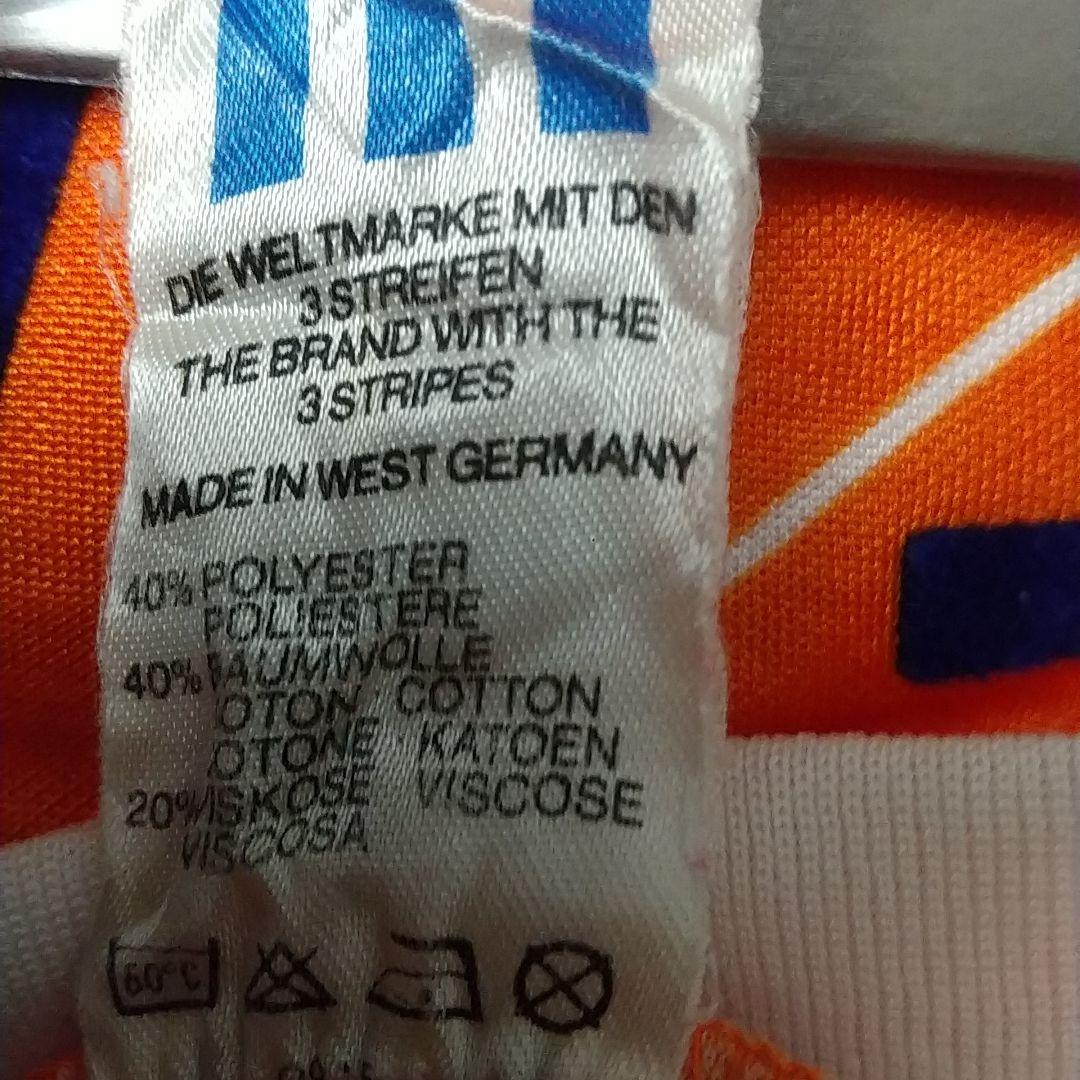 DIE WELTMARKE MIT DEN
3 STREIFEN
THE BRAND WITH THE
3 STRIPES
MADE IN WEST GERMANY
40% POLYESTER
POLIESTERE
40% BAUMWOLLE
COTON COTTON
COTONE KATOEN
20% VISKOSE VISCOSE
VISCOSA
60°C